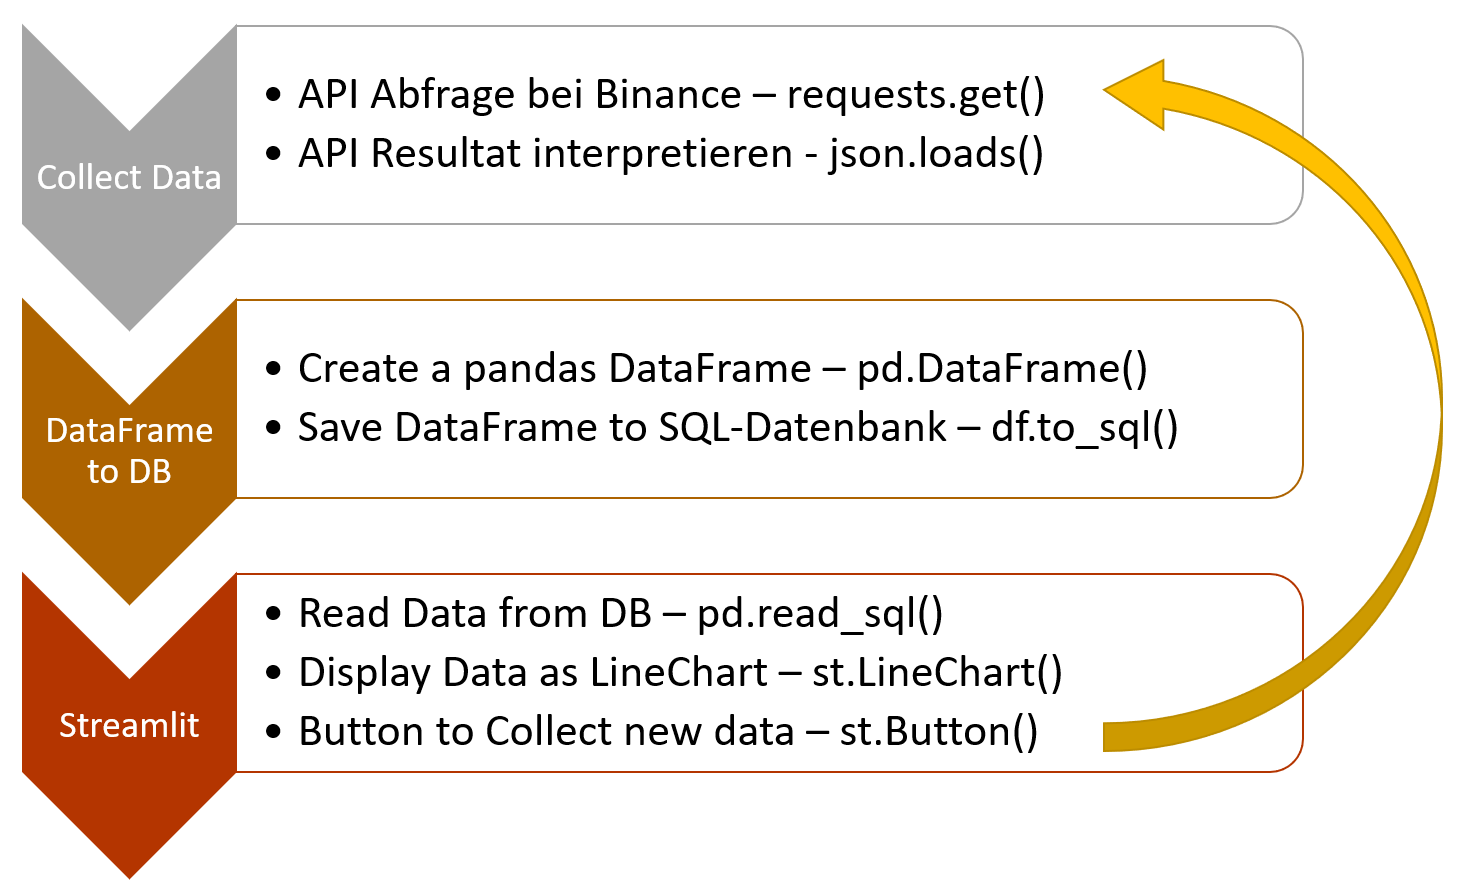 Collect Data
• API Abfrage bei Binance – requests.get()
• API Resultat interpretieren - json.loads()
DataFrame
to DB
• Create a pandas DataFrame – pd.DataFrame()
• Save DataFrame to SQL-Datenbank – df.to_sql()
Streamlit
• Read Data from DB – pd.read_sql()
• Display Data as LineChart – st.LineChart()
• Button to Collect new data – st.Button()